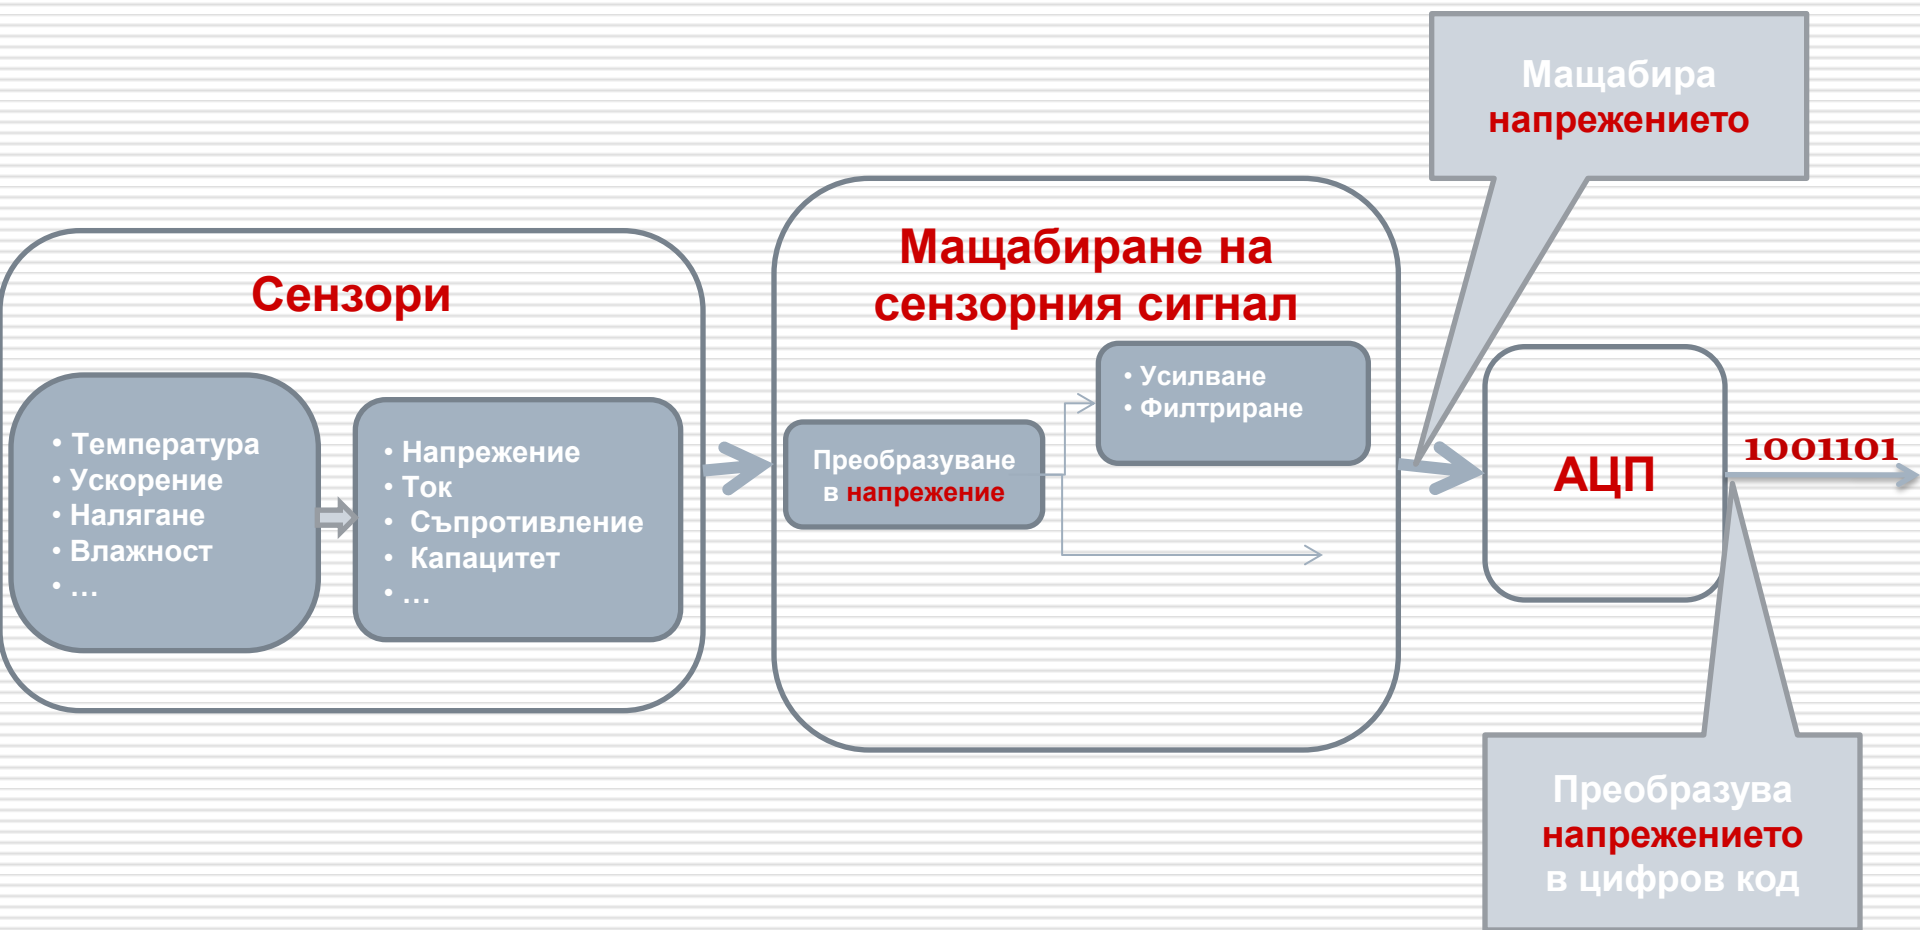 Мащабира
напрежението
Мащабиране на
сензорния сигнал
Сензори
• Усилване
• Филтриране
• Температура
• Ускорение
• Налягане
• Влажност
• …
• Напрежение
• Ток
• Съпротивление
• Капацитет
• …
Преобразуване
в напрежение
АЦП
1001101
Преобразува
напрежението
в цифров код